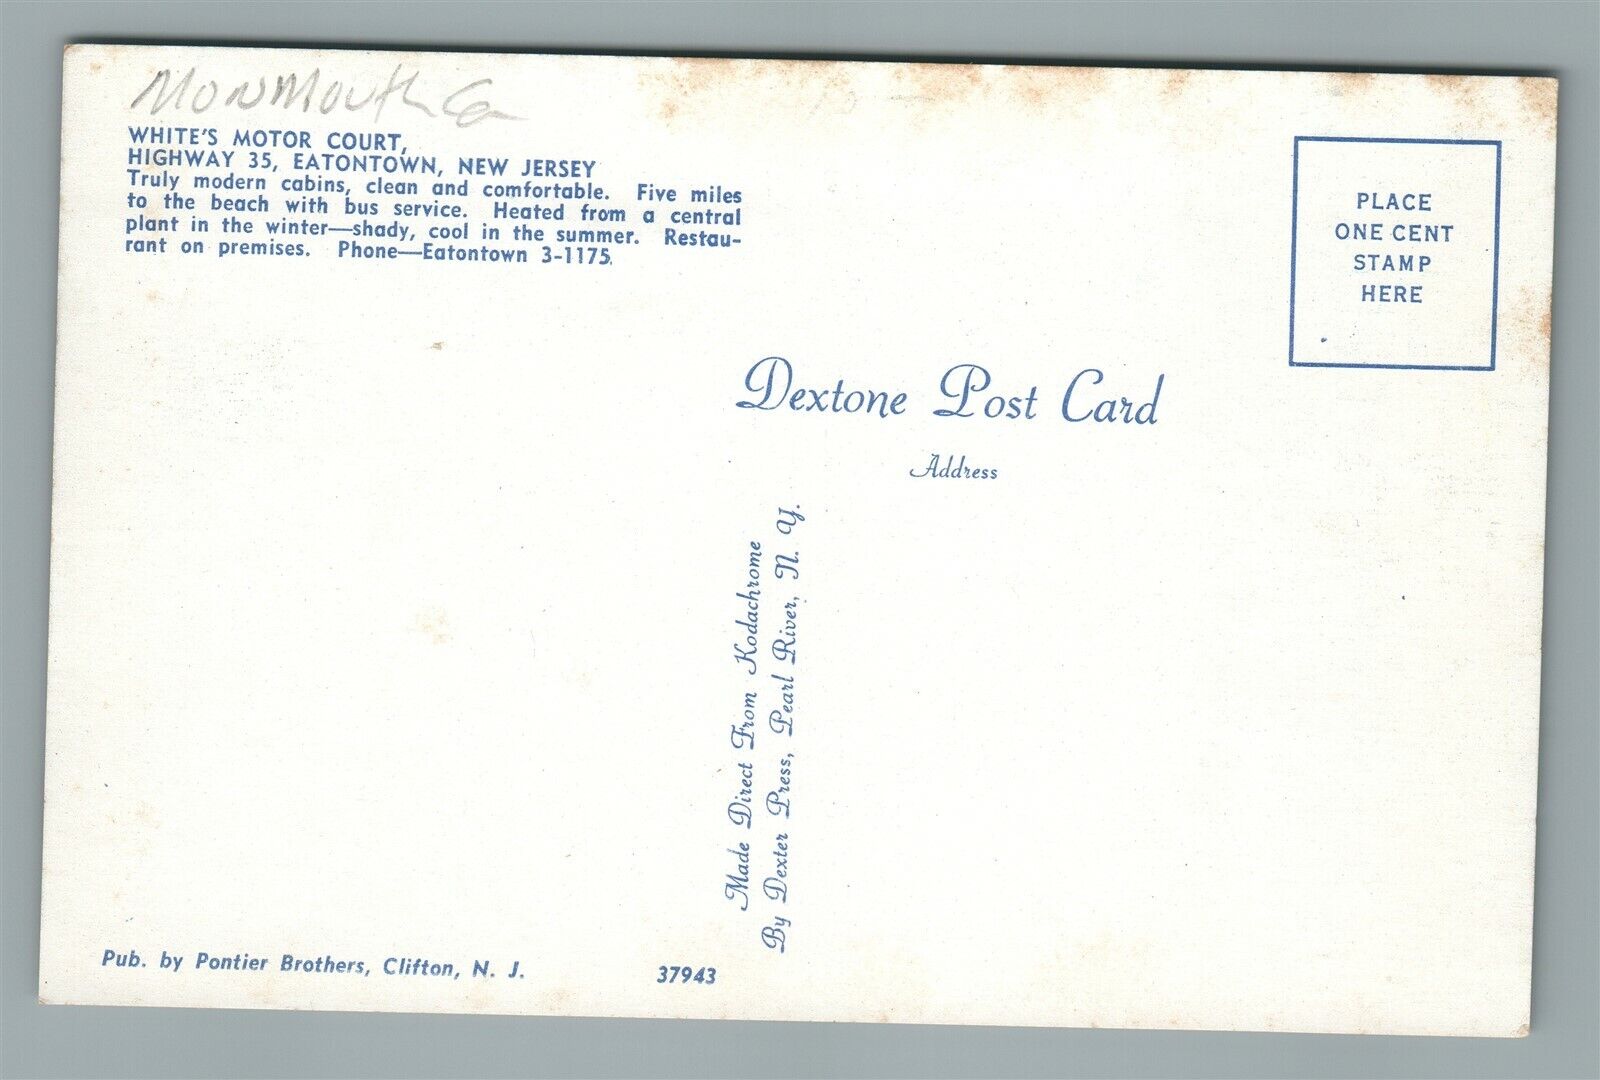 Monmouth Co
WHITE'S MOTOR COURT,
HIGHWAY 35, EATONTOWN, NEW JERSEY
Truly modern cabins, clean and comfortable. Five miles
to the beach with bus service. Heated from a central
plant in the winter—shady, cool in the summer. Restau-
rant on premises. Phone—Eatontown 3-1175.
PLACE
ONE CENT
STAMP
HERE
Dextone Post Card
Address
Made Direct From Kodachrome
By Dexter Press, Pearl River, N. Y.
Pub. by Pontier Brothers, Clifton, N. J.
37943